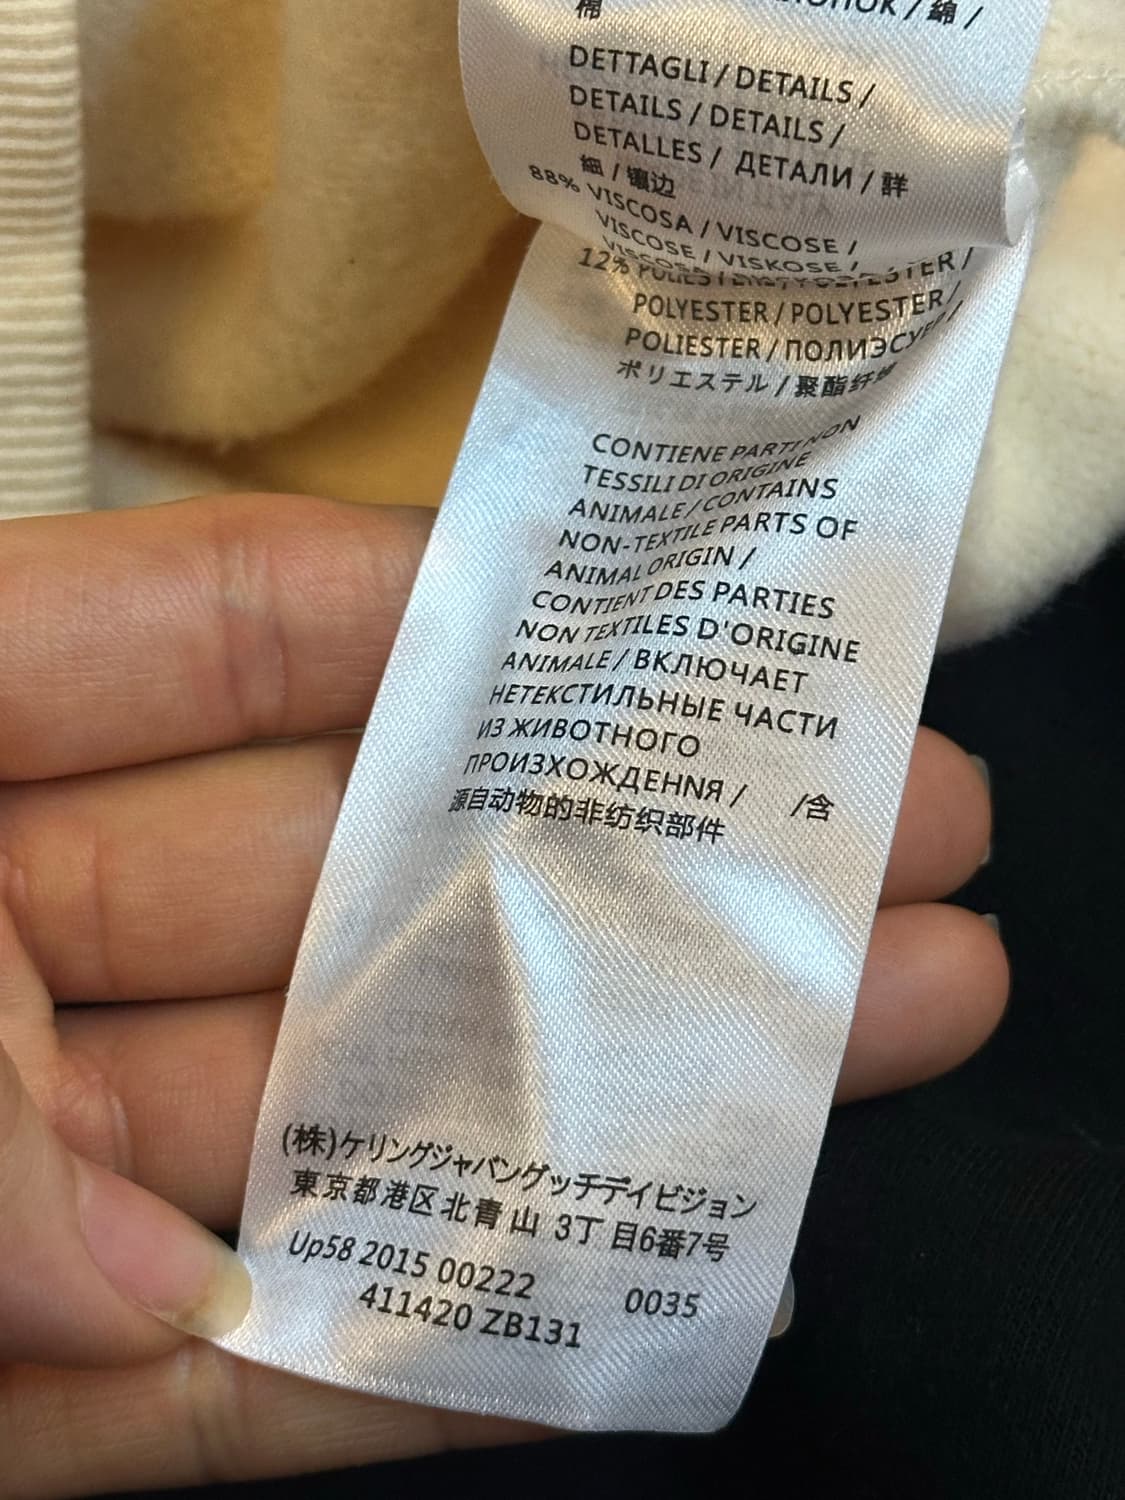 棉
/ 綿 /
DETTAGLI / DETAILS /
DETAILS / DETAILS /
DETALLES / ДЕТАЛИ / 詳
細 / 镶边
88% VISCOSA / VISCOSE /
VISCOSE / VISKOSE /
12%
POLYESTER / POLYESTER /
POLIESTER / ПОЛИЭСУЕР /
ポリエステル / 聚酯纤维
CONTIENE PARTI NON
TESSILI DI ORIGINE
ANIMALE / CONTAINS
NON-TEXTILE PARTS OF
ANIMAL ORIGIN /
CONTIENT DES PARTIES
NON TEXTILES D'ORIGINE
ANIMALE / ВКЛЮЧАЕТ
НЕТЕКСТИЛЬНЫЕ ЧАСТИ
ИЗ ЖИВОТНОГО
ПРОИЗХОЖДЕНNЯ / /含
源自动物的非纺织部件
(株)ケリングジャパングッチデイビジョン
東京都港区北青山 3丁目6番7号
Up58 2015 00222 0035
411420 ZB131